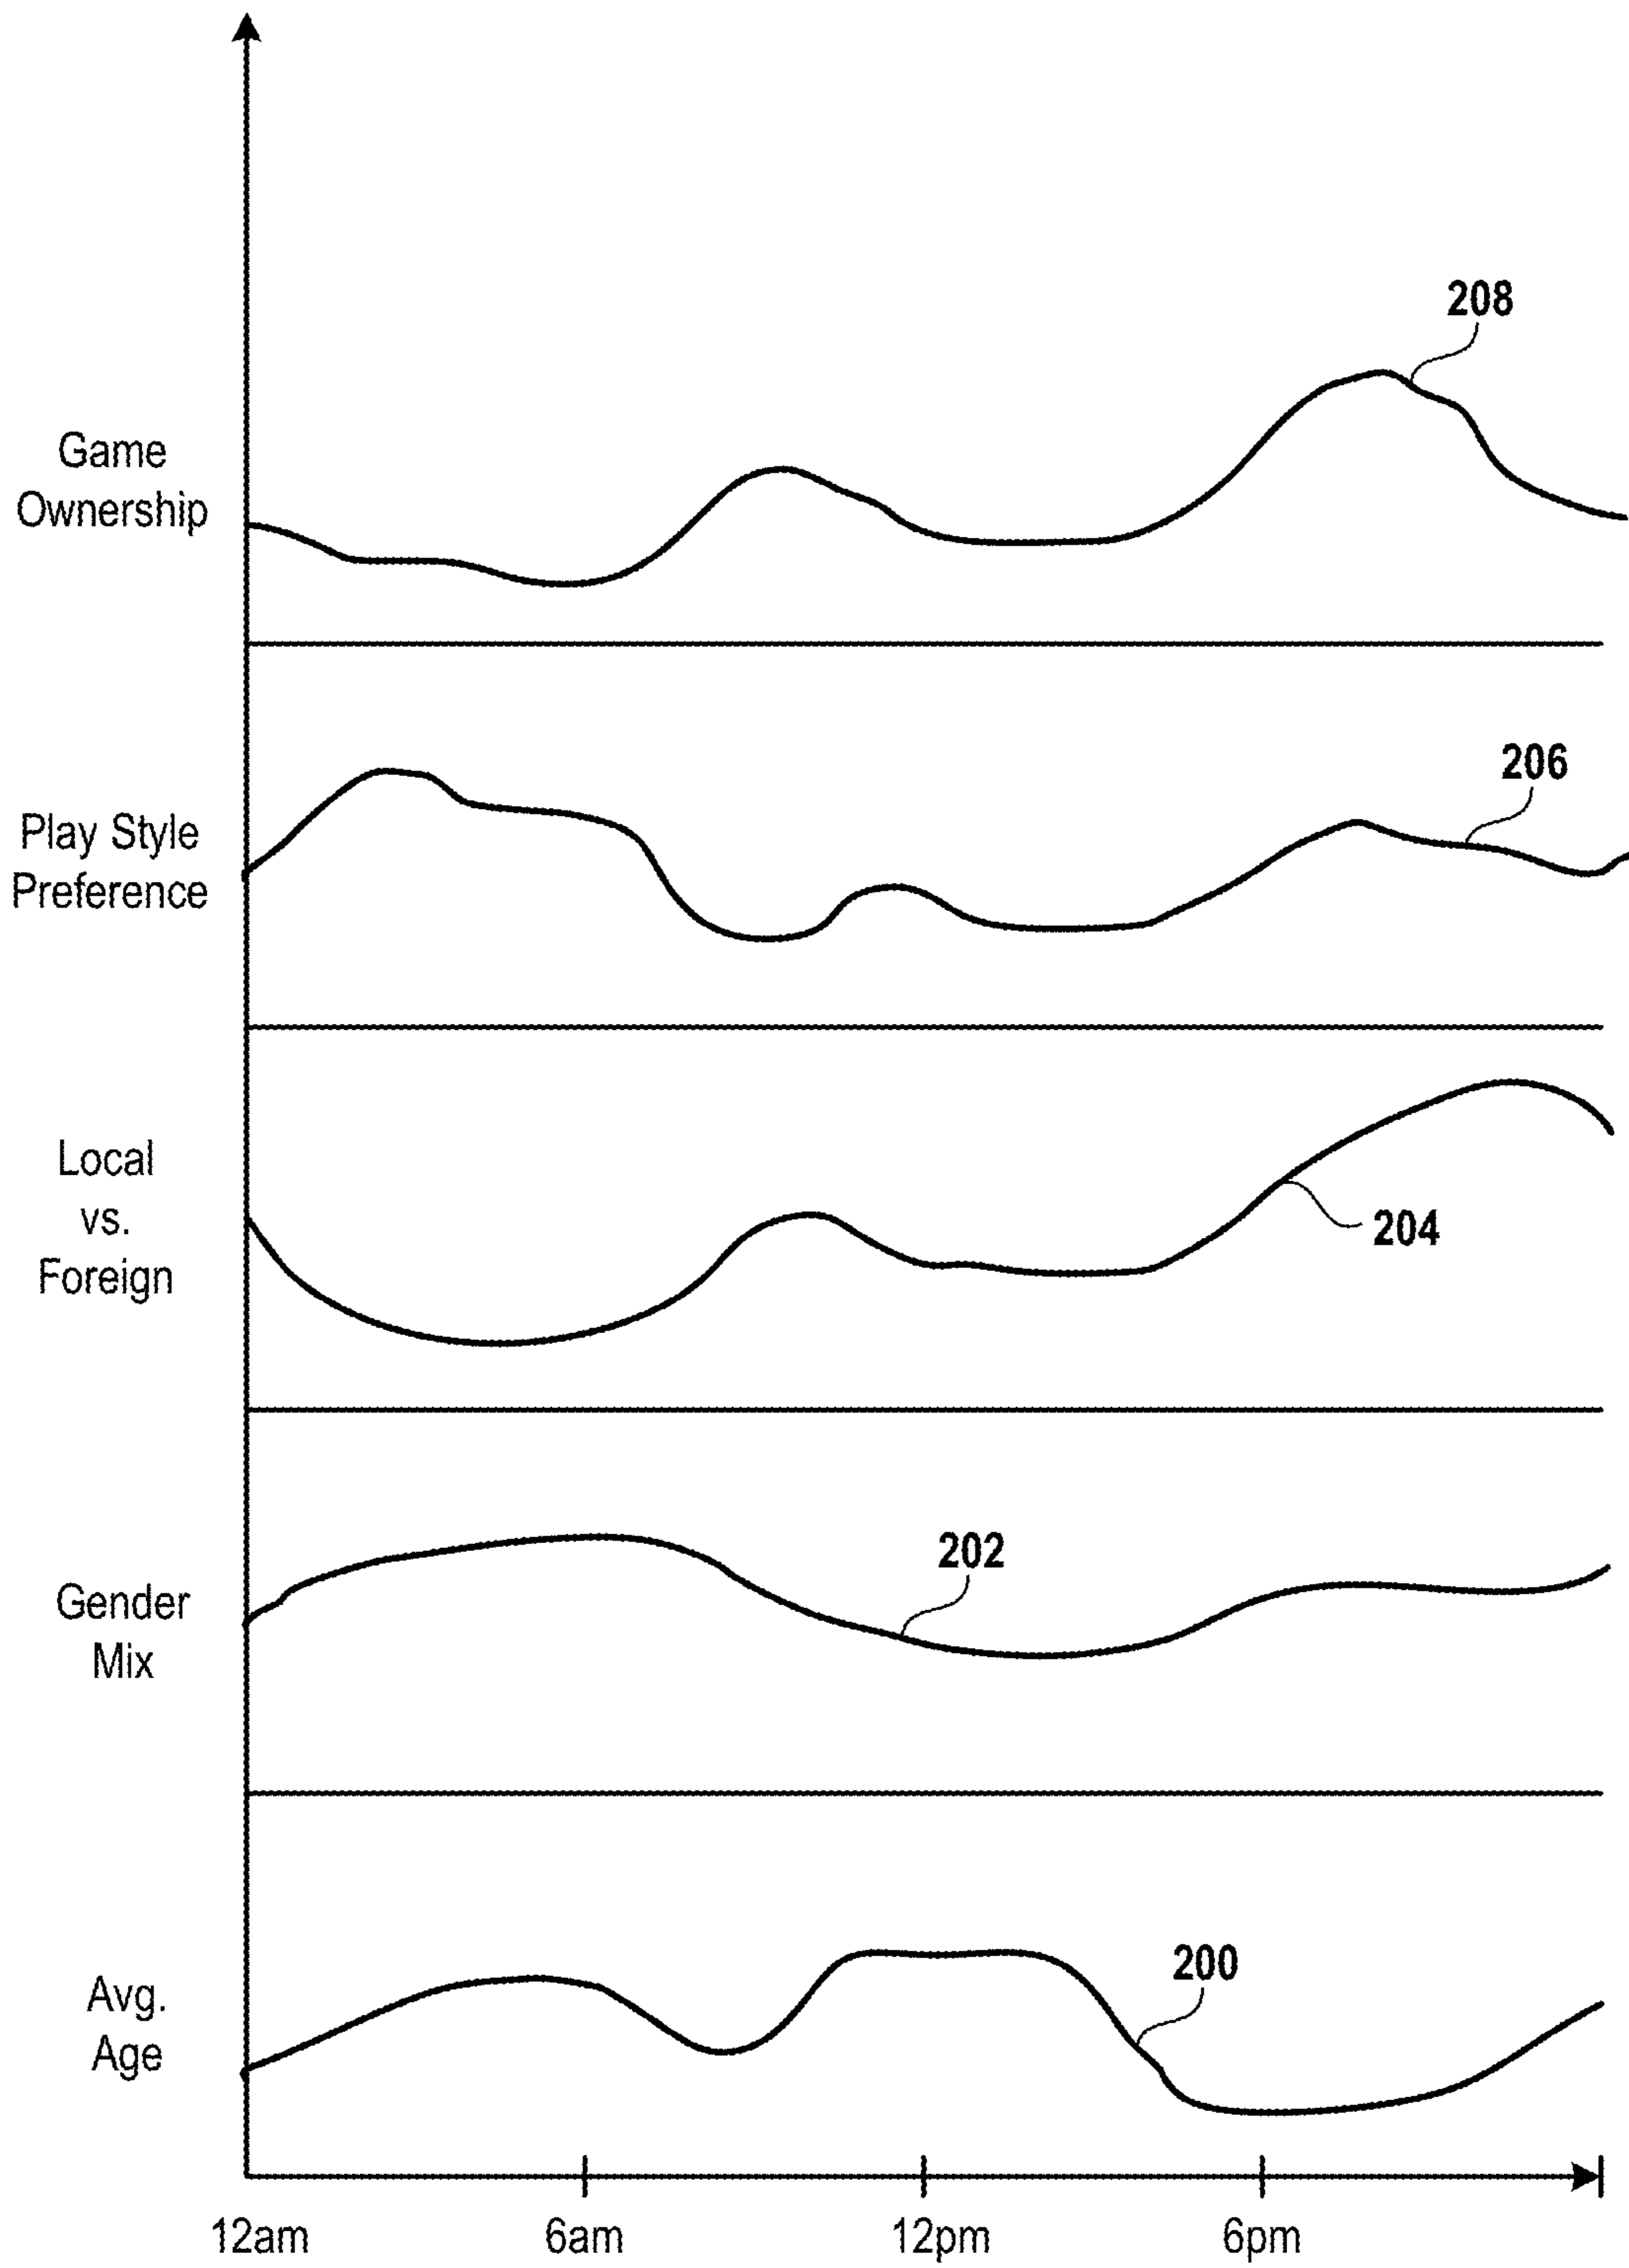 208
Game
Ownership
206
Play Style
Preference
Local
vs.
Foreign
204
202
Gender
Mix
200
Avg.
Age
12am 6am 12pm 6pm